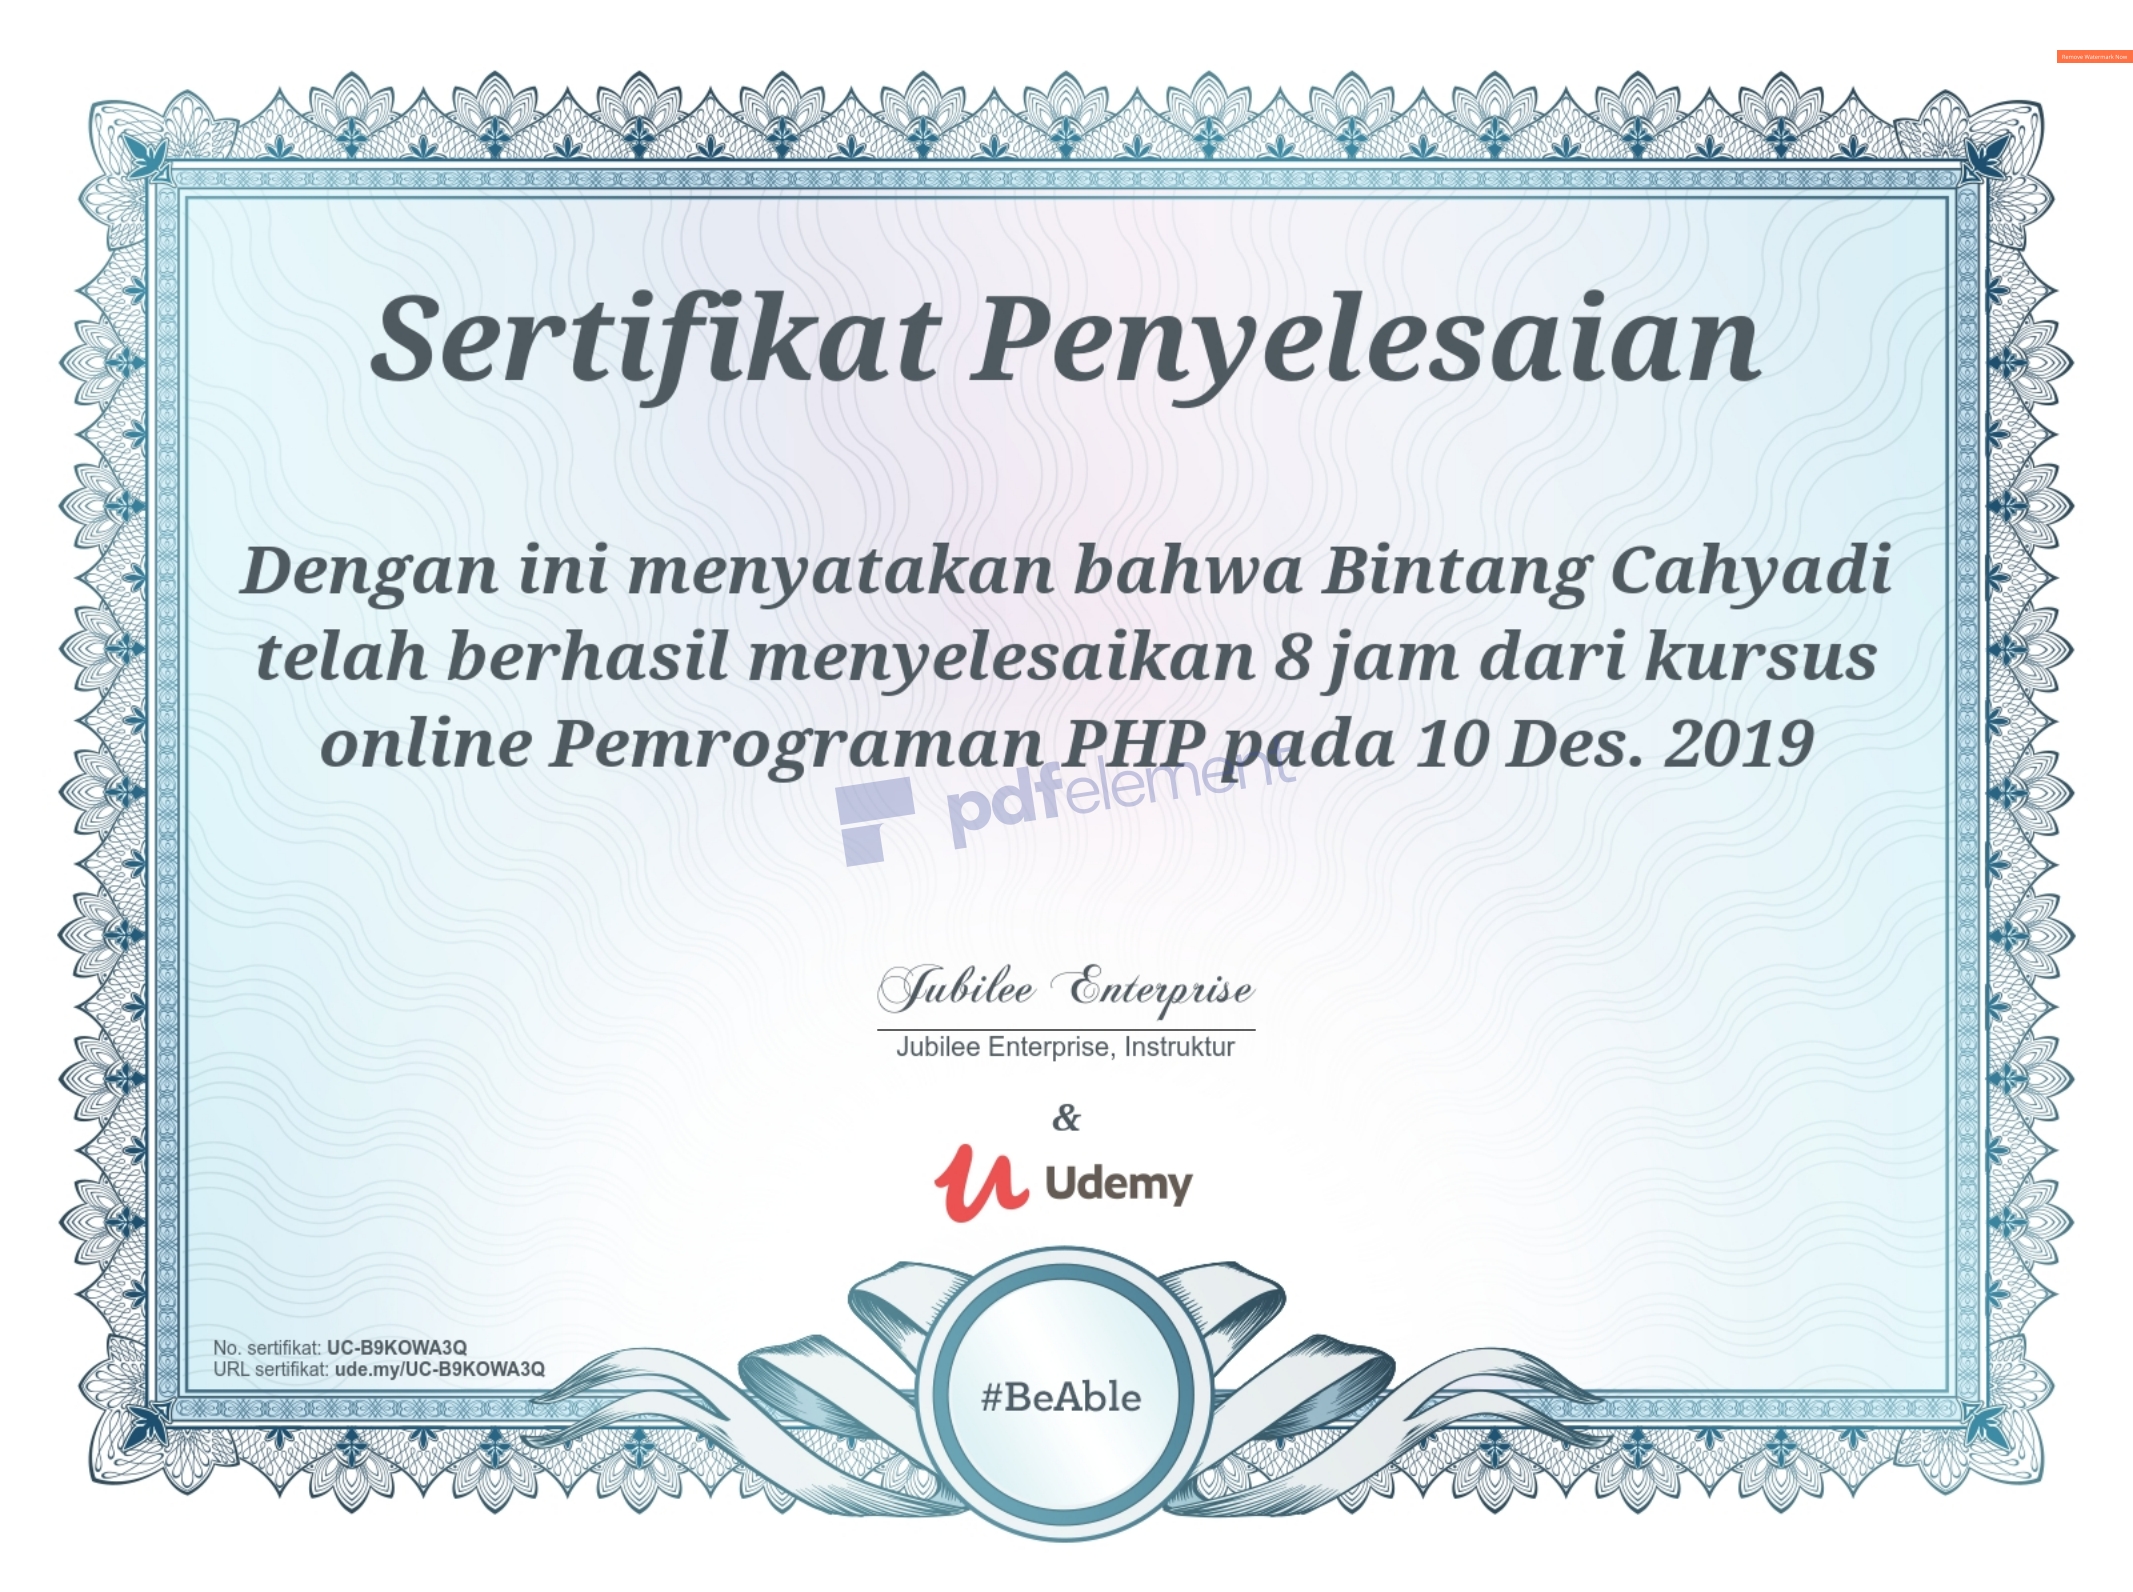 Remove Watermark Now
Sertifikat Penyelesaian
Dengan ini menyatakan bahwa Bintang Cahyadi
telah berhasil menyelesaikan 8 jam dari kursus
online Pemrograman PHP pada 10 Des. 2019
pdfelement
Jubilee Enterprise
Jubilee Enterprise, Instruktur
&
Udemy
No. sertifikat: UC-B9KOWA3Q
URL sertifikat: ude.my/UC-B9KOWA3Q
#BeAble